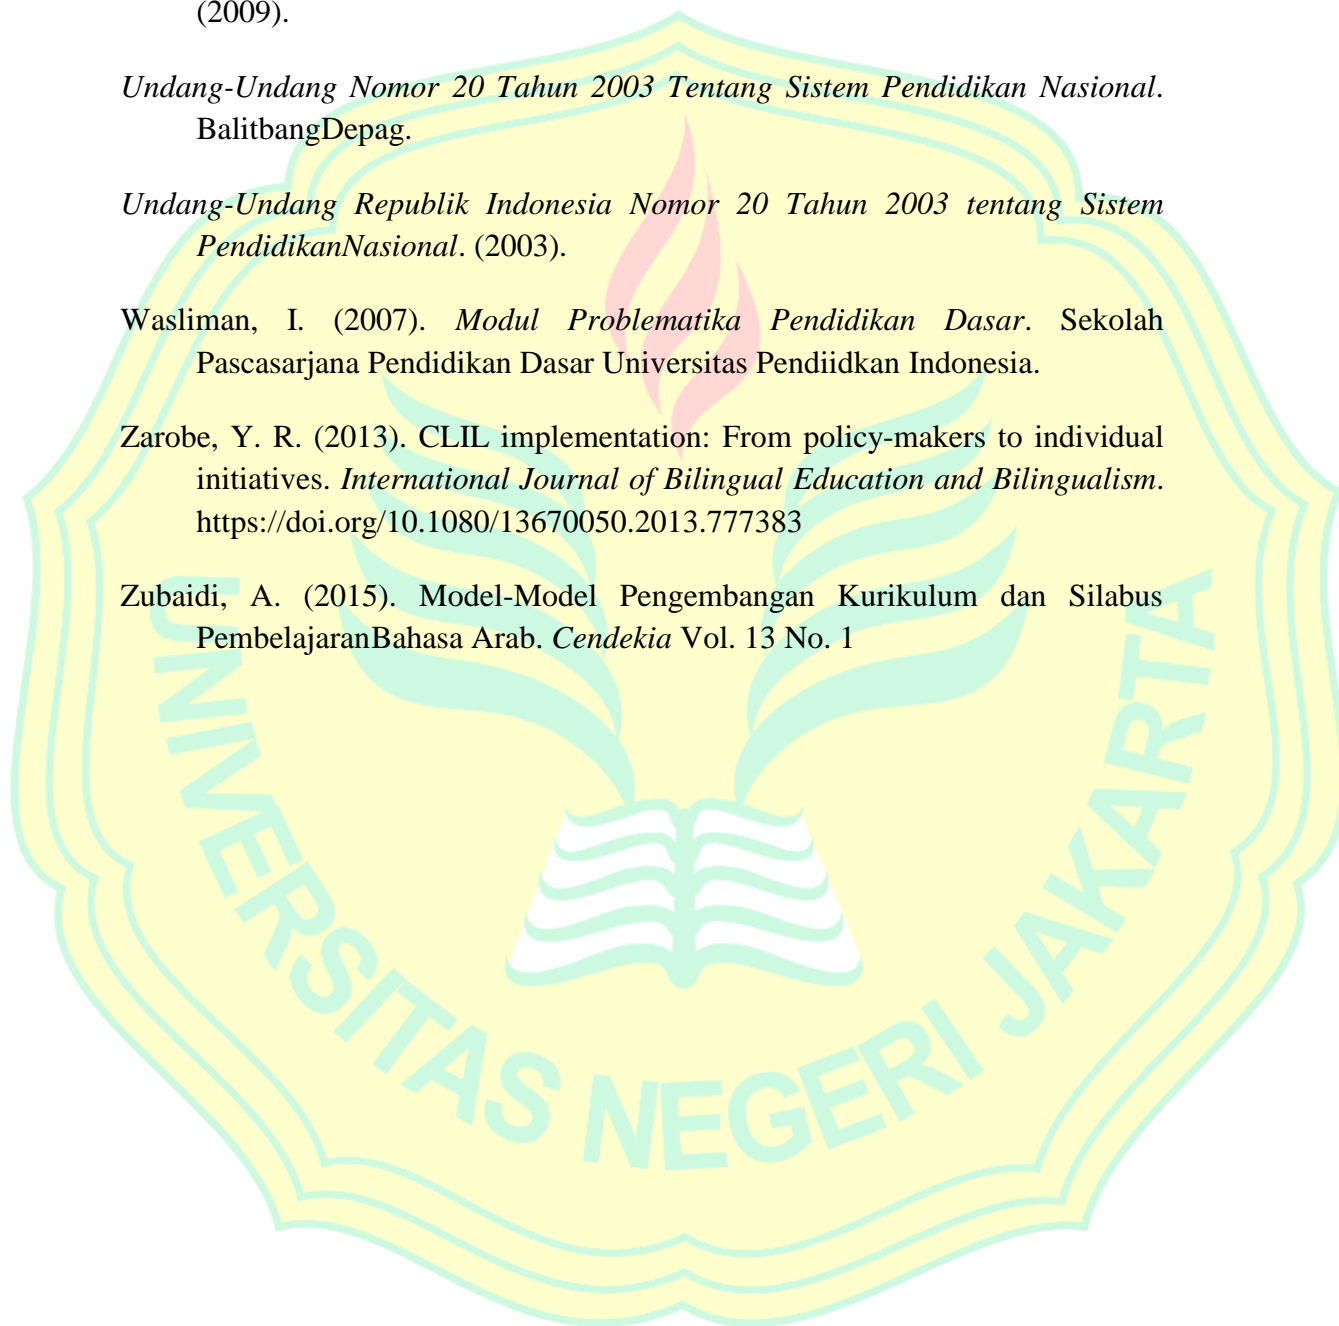 (2009).
Undang-Undang Nomor 20 Tahun 2003 Tentang Sistem Pendidikan Nasional.
BalitbangDepag.
Undang-Undang Republik Indonesia Nomor 20 Tahun 2003 tentang Sistem
PendidikanNasional. (2003).
Wasliman, I. (2007). Modul Problematika Pendidikan Dasar. Sekolah
Pascasarjana Pendidikan Dasar Universitas Pendiidkan Indonesia.
Zarobe, Y. R. (2013). CLIL implementation: From policy-makers to individual
initiatives. International Journal of Bilingual Education and Bilingualism.
https://doi.org/10.1080/13670050.2013.777383
Zubaidi, A. (2015). Model-Model Pengembangan Kurikulum dan Silabus
PembelajaranBahasa Arab. Cendekia Vol. 13 No. 1
UNIVERSITAS NEGERI JAKARTA